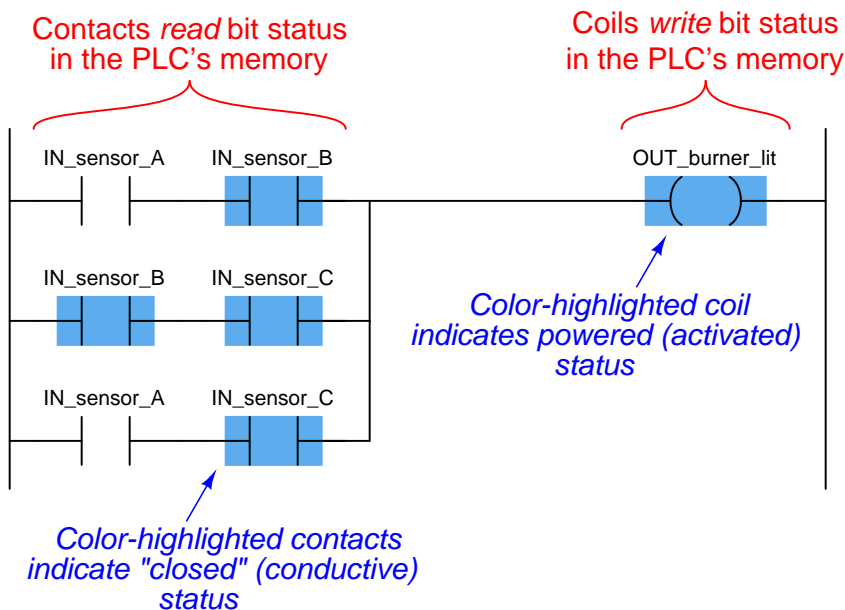 Contacts read bit status
in the PLC's memory
Coils write bit status
in the PLC's memory
IN_sensor_A
IN_sensor_B
OUT_burner_lit
IN_sensor_B
IN_sensor_C
Color-highlighted coil
indicates powered (activated)
status
IN_sensor_A
IN_sensor_C
Color-highlighted contacts
indicate "closed" (conductive)
status